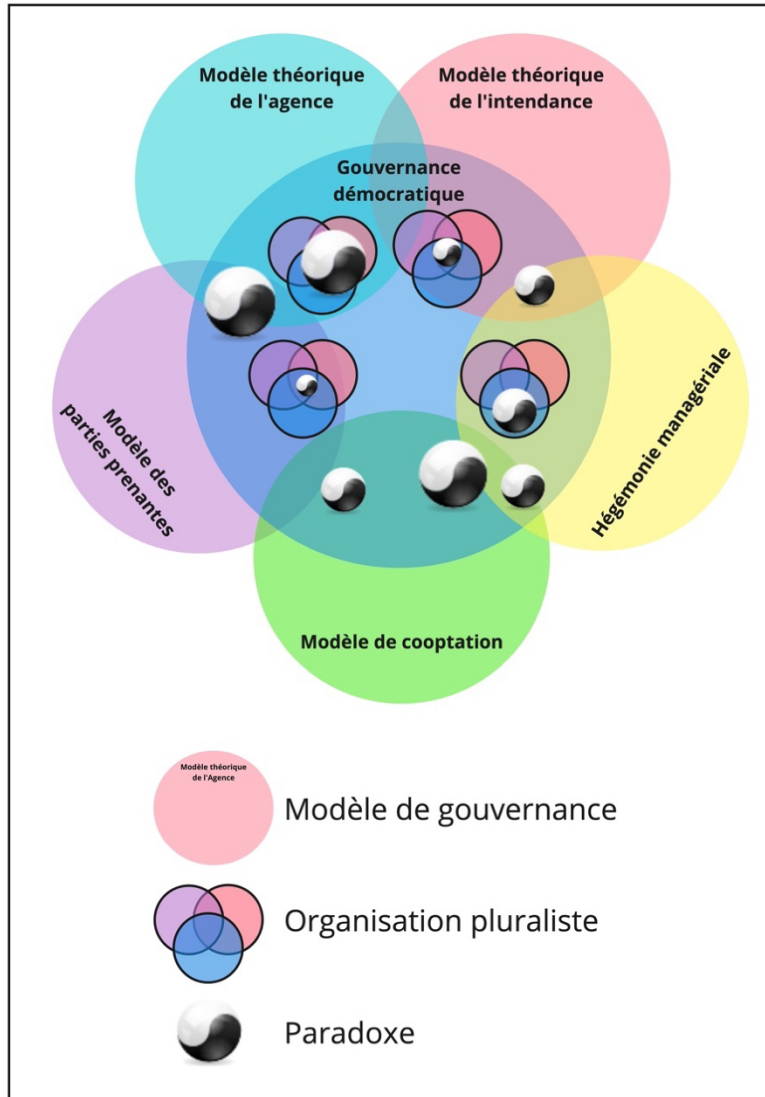 Modèle théorique
de l'agence
Modèle théorique
de l'intendance
Gouvernance
démocratique
Modèle des
parties prenantes
Hégémonie managériale
Modèle de cooptation
Modèle théorique
de l'Agence
Modèle de gouvernance
Organisation pluraliste
Paradoxe